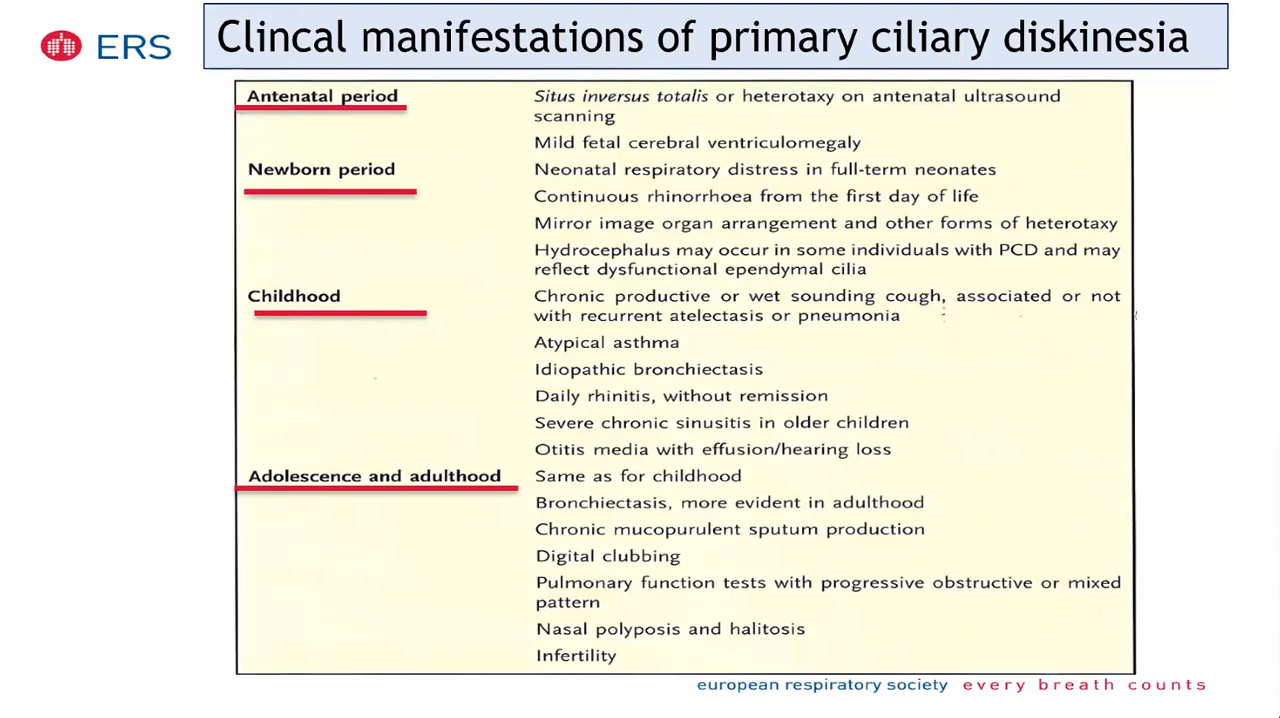 ERS
Clincal manifestations of primary ciliary diskinesia
Antenatal period
Situs inversus totalis or heterotaxy on antenatal ultrasound
scanning
Mild fetal cerebral ventriculomegaly
Newborn period
Neonatal respiratory distress in full-term neonates
Continuous rhinorrhoea from the first day of life
Mirror image organ arrangement and other forms of heterotaxy
Hydrocephalus may occur in some individuals with PCD and may
reflect dysfunctional ependymal cilia
Childhood
Chronic productive or wet sounding cough, associated or not
with recurrent atelectasis or pneumonia
Atypical asthma
Idiopathic bronchiectasis
Daily rhinitis, without remission
Severe chronic sinusitis in older children
Otitis media with effusion/hearing loss
Adolescence and adulthood
Same as for childhood
Bronchiectasis, more evident in adulthood
Chronic mucopurulent sputum production
Digital clubbing
Pulmonary function tests with progressive obstructive or mixed
pattern
Nasal polyposis and halitosis
Infertility
european respiratory society every breath counts